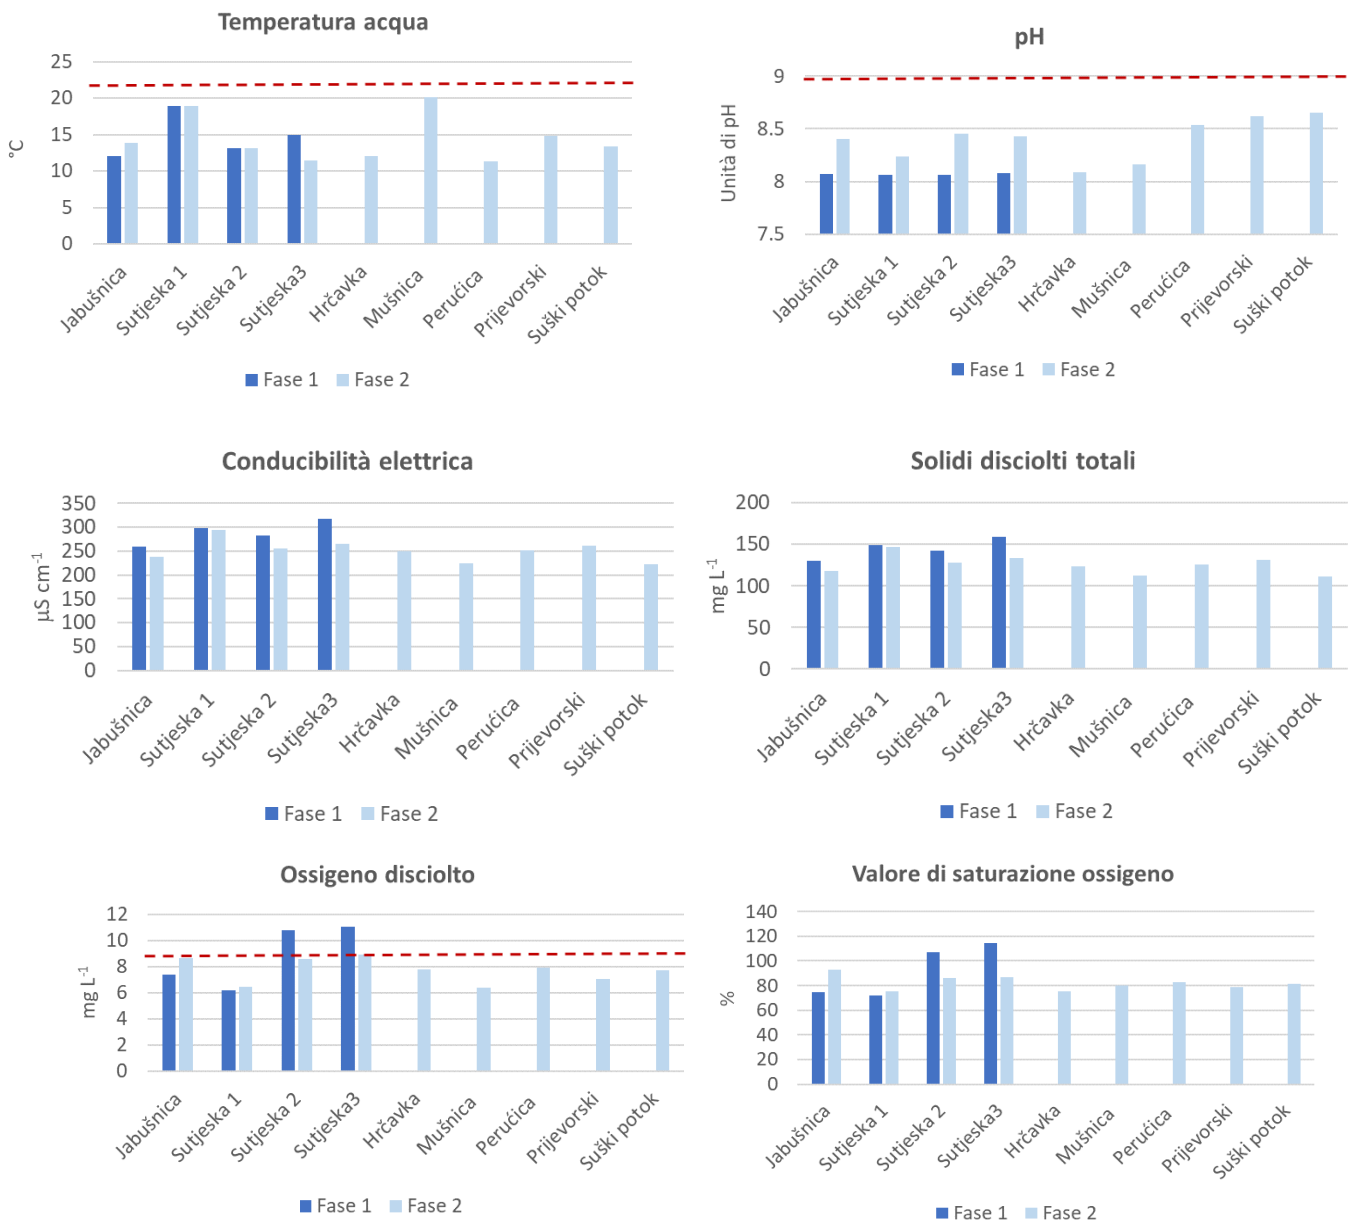 Temperatura acqua
25
20
15
10
5
0
°C
Jabušnica
Sutjeska 1
Sutjeska 2
Sutjeska3
Hrčavka
Mušnica
Perućica
Prijevorski
Suški potok
Fase 1 Fase 2
pH
9
8.5
8
7.5
Unità di pH
Jabušnica
Sutjeska 1
Sutjeska 2
Sutjeska3
Hrčavka
Mušnica
Perućica
Prijevorski
Suški potok
Fase 1 Fase 2
Conducibilità elettrica
350
300
250
200
150
100
50
0
µS cm-1
Jabušnica
Sutjeska 1
Sutjeska 2
Sutjeska3
Hrčavka
Mušnica
Perućica
Prijevorski
Suški potok
Fase 1 Fase 2
Solidi disciolti totali
200
150
100
50
0
mg L-1
Jabušnica
Sutjeska 1
Sutjeska 2
Sutjeska3
Hrčavka
Mušnica
Perućica
Prijevorski
Suški potok
Fase 1 Fase 2
Ossigeno disciolto
12
10
8
6
4
2
0
mg L-1
Jabušnica
Sutjeska 1
Sutjeska 2
Sutjeska3
Hrčavka
Mušnica
Perućica
Prijevorski
Suški potok
Fase 1 Fase 2
Valore di saturazione ossigeno
140
120
100
80
60
40
20
0
%
Jabušnica
Sutjeska 1
Sutjeska 2
Sutjeska3
Hrčavka
Mušnica
Perućica
Prijevorski
Suški potok
Fase 1 Fase 2